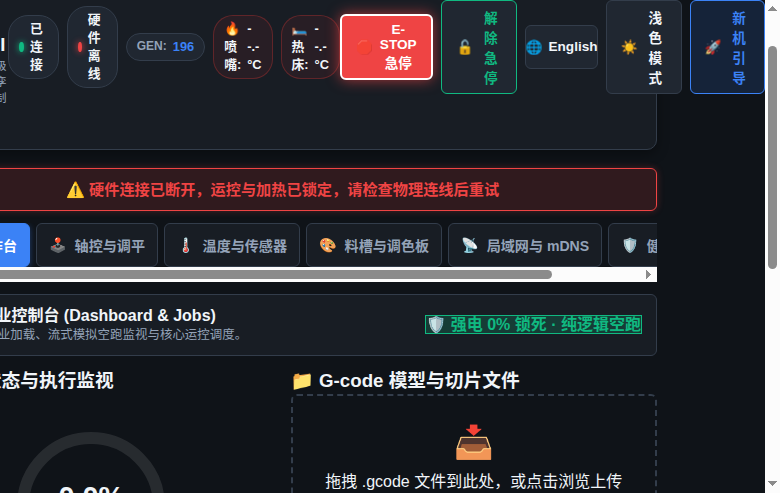 已
连
接
硬
件
离
线
GEN: 196
🔥 -
喷 -.-
嘴: °C
🛏️ -
热 -.-
床: °C
🛑 E-
STOP
急停
🔓 解
除
急
停
🌐 English
☀️ 浅
色
模
式
🚀 新
机
引
导
级
制
⚠️ 硬件连接已断开，运控与加热已锁定，请检查物理连线后重试
作台
🕹️ 轴控与调平
🌡️ 温度与传感器
🎨 料槽与调色板
📡 局域网与 mDNS
🛡️ 健
业控制台 (Dashboard & Jobs)
业加载、流式模拟空跑监视与核心运控调度。
🛡️ 强电 0% 锁死 · 纯逻辑空跑
态与执行监视
📁 G-code 模型与切片文件
0.0%
📥
拖拽 .gcode 文件到此处，或点击浏览上传